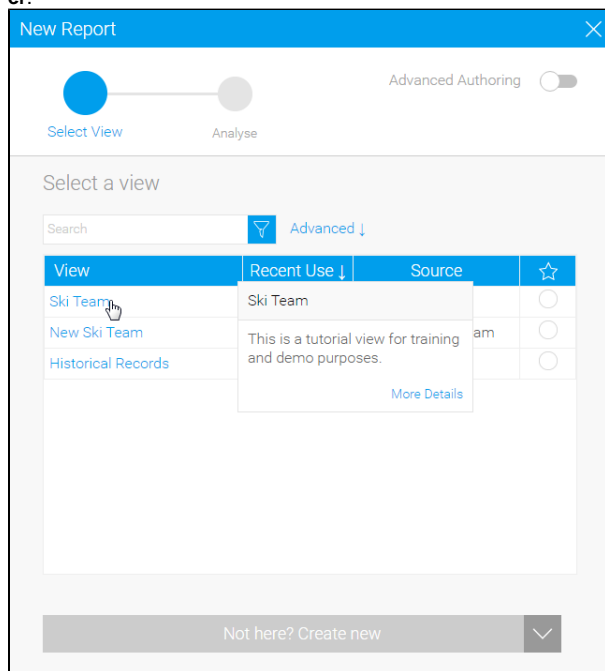 er.
New Report
Advanced Authoring
Select View Analyse
Select a view
Search Advanced ↓
View Recent Use ↓ Source
Ski Team Ski Team
New Ski Team This is a tutorial view for training am
Historical Records and demo purposes.
More Details
Not here? Create new